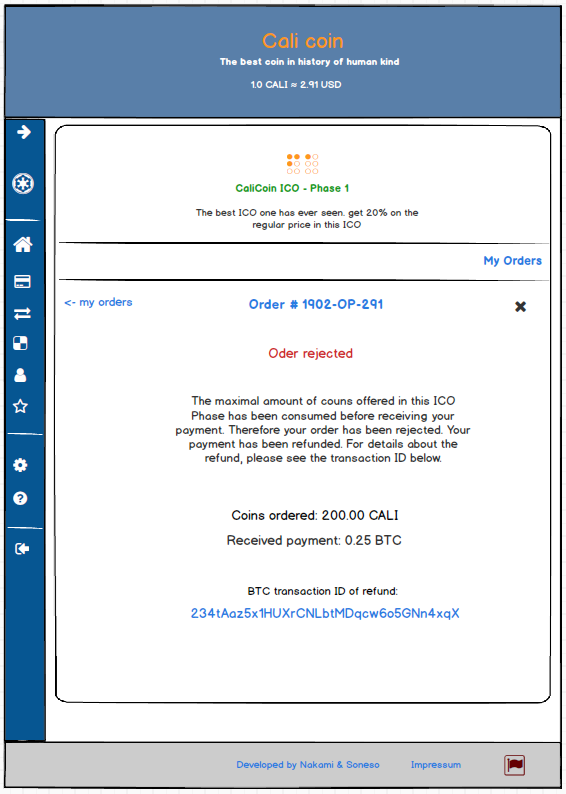 Cali coin
The best coin in history of human kind
1.0 CALI ≈ 2.91 USD
CaliCoin ICO - Phase 1
The best ICO one has ever seen. get 20% on the
regular price in this ICO
My Orders
<- my orders
Order # 1902-OP-291
Oder rejected
The maximal amount of couns offered in this ICO
Phase has been consumed before receiving your
payment. Therefore your order has been rejected. Your
payment has been refunded. For details about the
refund, please see the transaction ID below.
Coins ordered: 200.00 CALI
Received payment: 0.25 BTC
BTC transaction ID of refund:
234tAaz5x1HUXrCNLbtMDqcw6o5GNn4xqX
Developed by Nakami & Soneso
Impressum